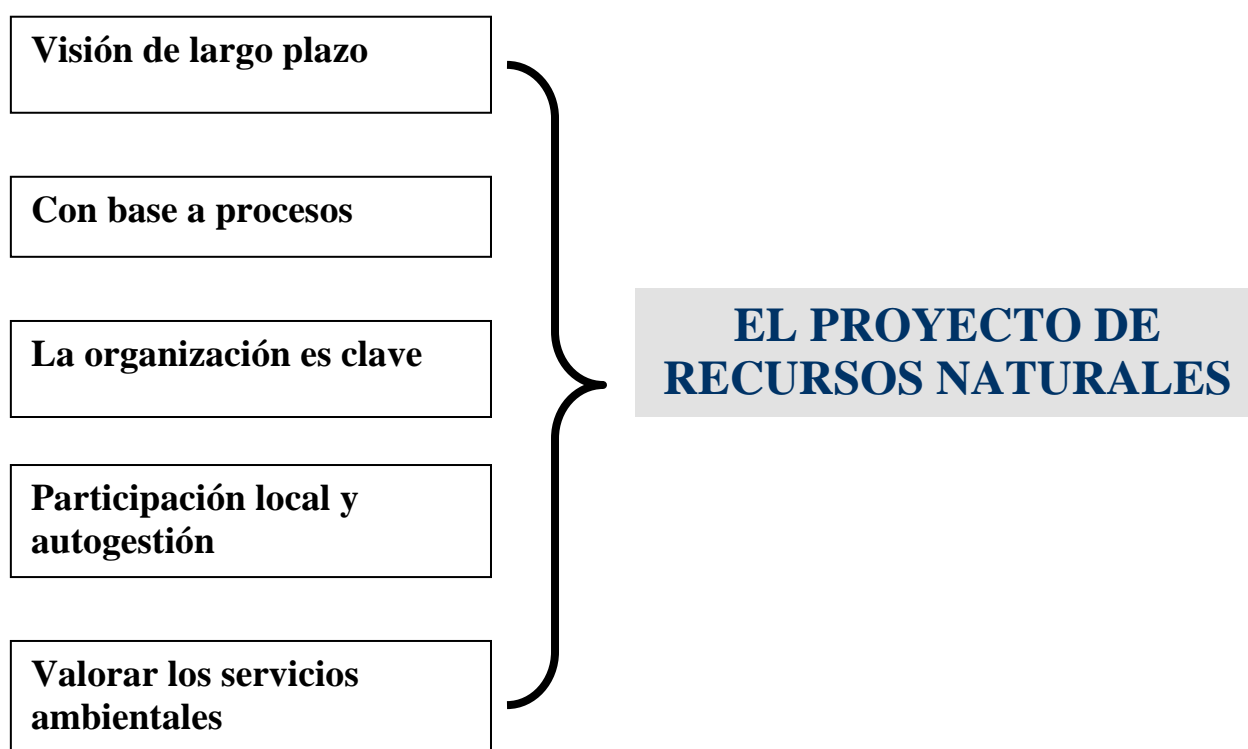 Visión de largo plazo
Con base a procesos
La organización es clave
Participación local y
autogestión
Valorar los servicios
ambientales
EL PROYECTO DE
RECURSOS NATURALES